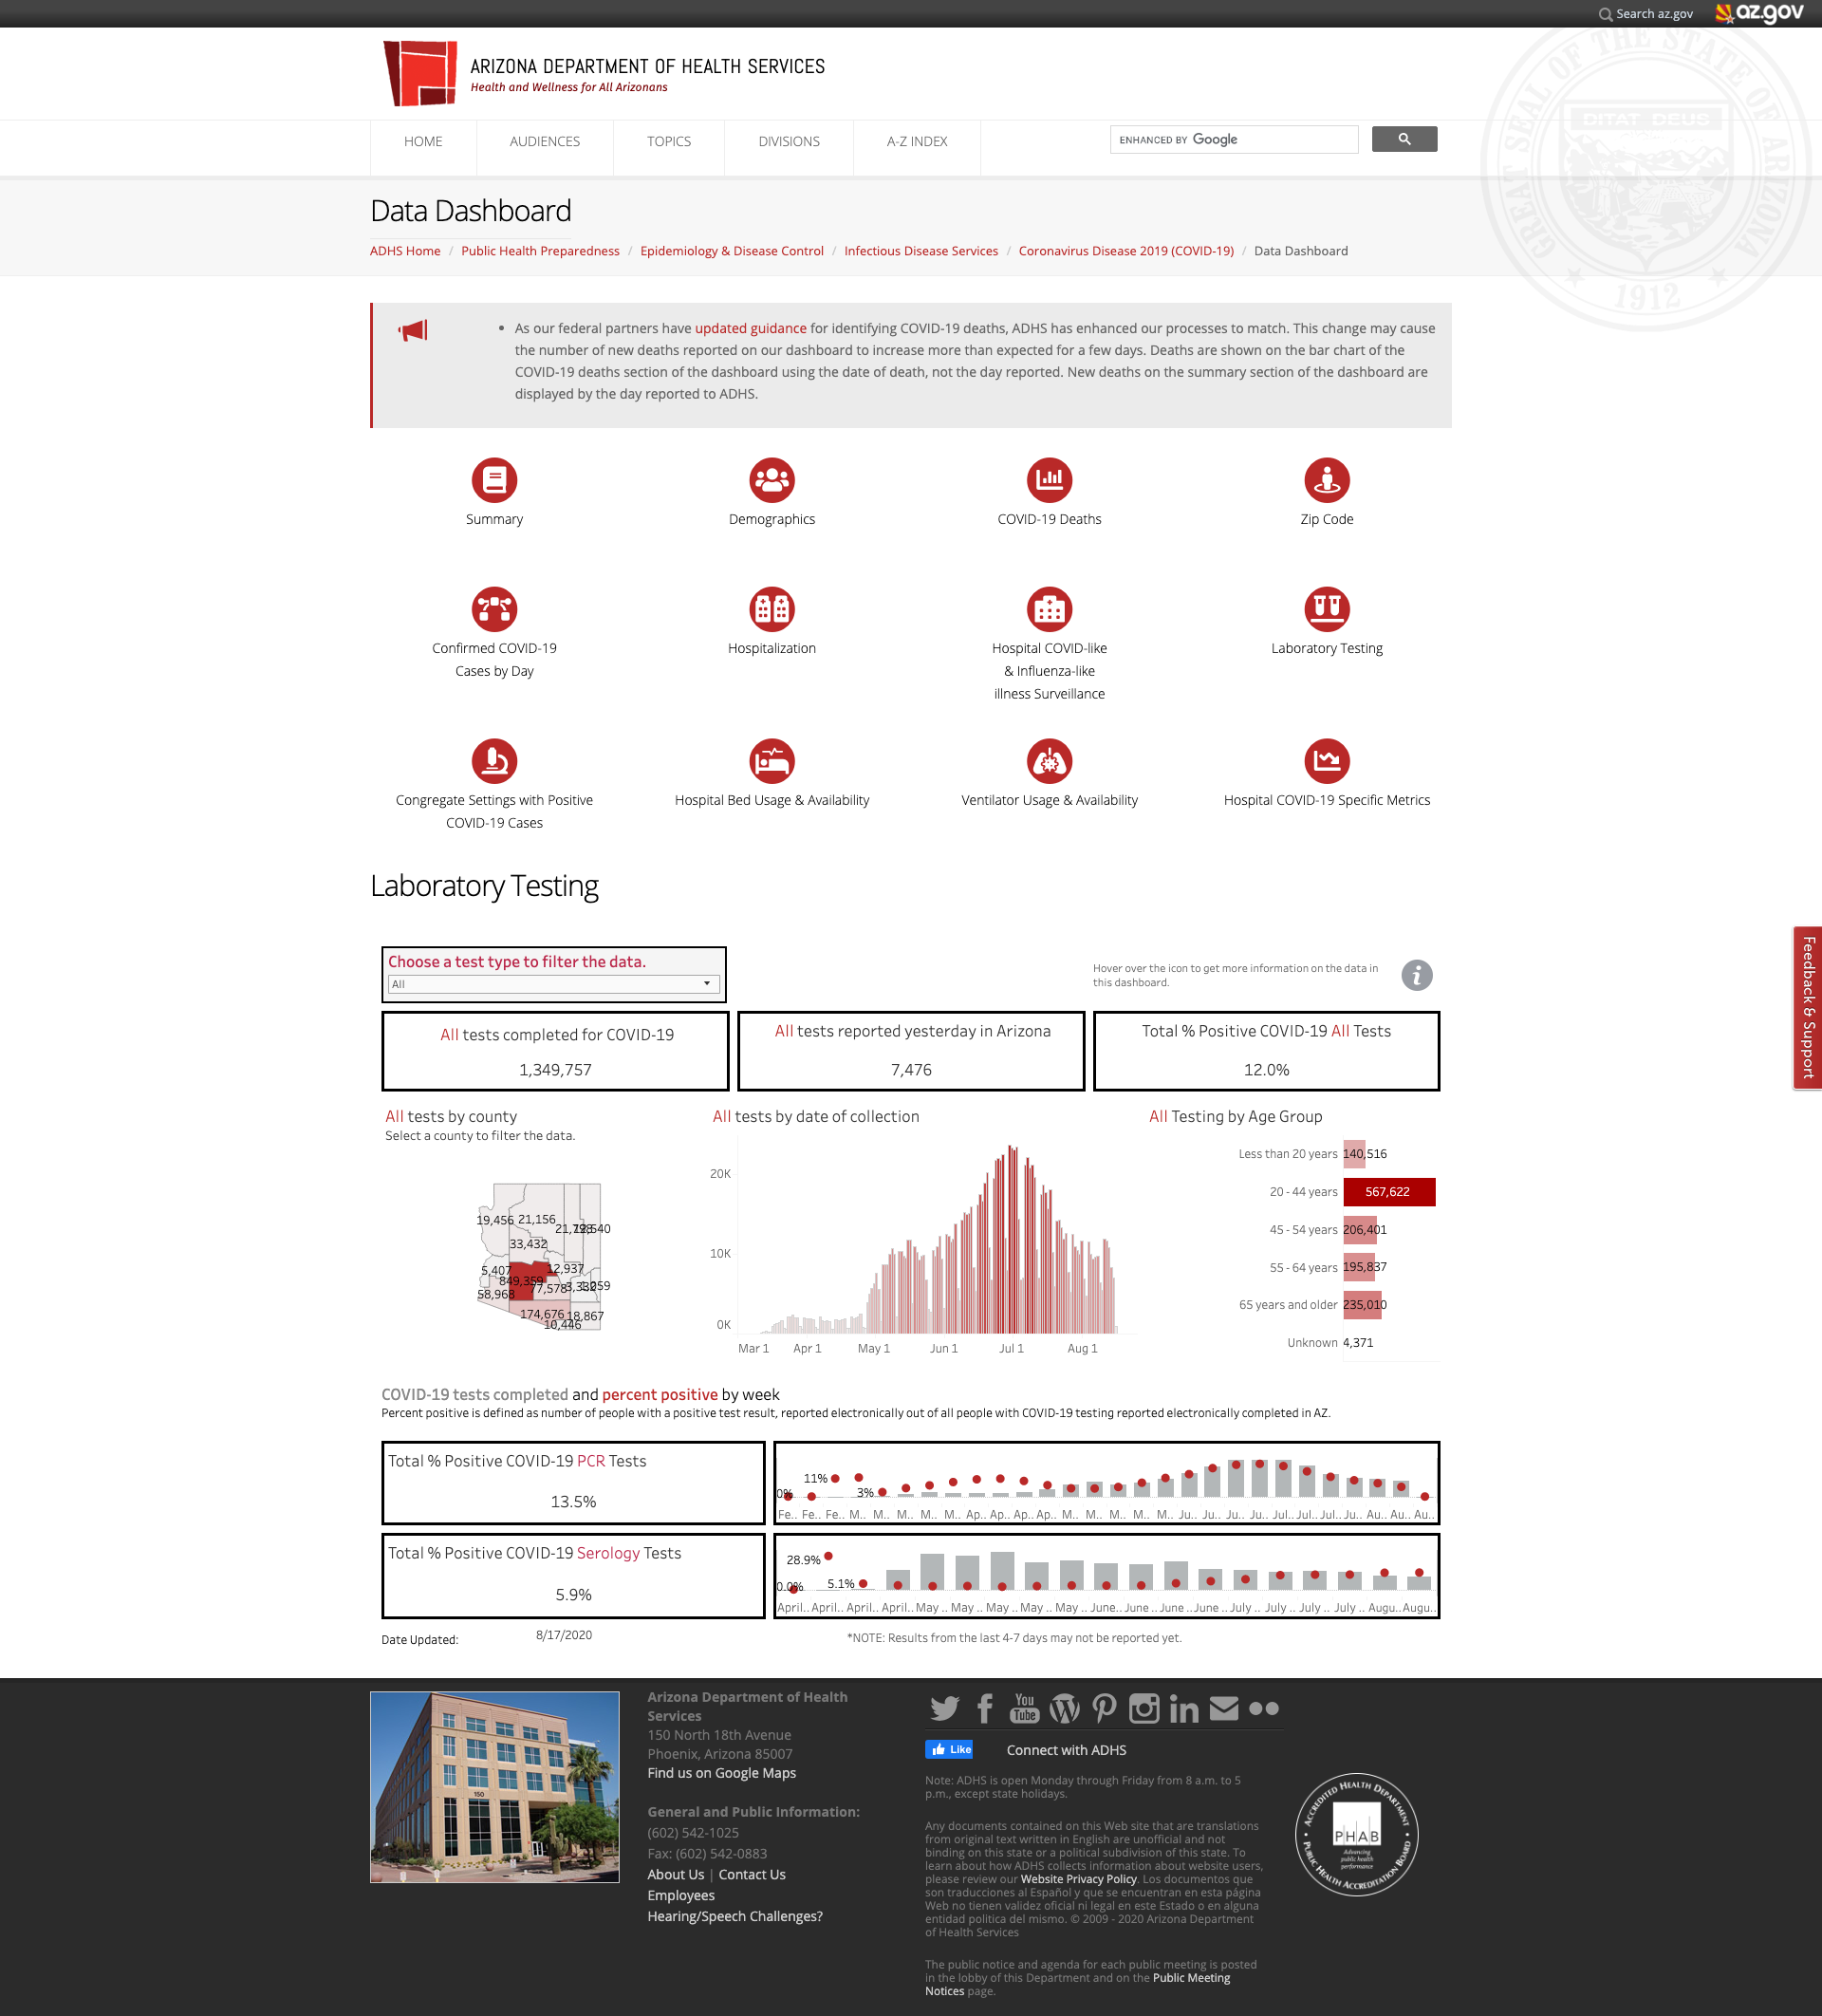 Search az.gov
az.gov
ARIZONA DEPARTMENT OF HEALTH SERVICES
Health and Wellness for All Arizonans
GREAT SEAL OF THE STATE OF ARIZONA
DITAT DEUS
1912
HOME
AUDIENCES
TOPICS
DIVISIONS
A-Z INDEX
ENHANCED BY Google
Data Dashboard
ADHS Home / Public Health Preparedness / Epidemiology & Disease Control / Infectious Disease Services / Coronavirus Disease 2019 (COVID-19) / Data Dashboard
• As our federal partners have updated guidance for identifying COVID-19 deaths, ADHS has enhanced our processes to match. This change may cause
the number of new deaths reported on our dashboard to increase more than expected for a few days. Deaths are shown on the bar chart of the
COVID-19 deaths section of the dashboard using the date of death, not the day reported. New deaths on the summary section of the dashboard are
displayed by the day reported to ADHS.
Summary
Demographics
COVID-19 Deaths
Zip Code
Confirmed COVID-19
Cases by Day
Hospitalization
Hospital COVID-like
& Influenza-like
illness Surveillance
Laboratory Testing
Congregate Settings with Positive
COVID-19 Cases
Hospital Bed Usage & Availability
Ventilator Usage & Availability
Hospital COVID-19 Specific Metrics
Feedback & Support
Laboratory Testing
Choose a test type to filter the data.
All
Hover over the icon to get more information on the data in
this dashboard.
All tests completed for COVID-19
1,349,757
All tests reported yesterday in Arizona
7,476
Total % Positive COVID-19 All Tests
12.0%
All tests by county
Select a county to filter the data.
19,456
21,156
33,432
5,407
12,937
849,359
77,578
58,968
174,676
18,867
10,446
All tests by date of collection
20K
10K
0K
Mar 1
Apr 1
May 1
Jun 1
Jul 1
Aug 1
All Testing by Age Group
Less than 20 years 140,516
20 - 44 years 567,622
45 - 54 years 206,401
55 - 64 years 195,837
65 years and older 235,010
Unknown 4,371
COVID-19 tests completed and percent positive by week
Percent positive is defined as number of people with a positive test result, reported electronically out of all people with COVID-19 testing reported electronically completed in AZ.
Total % Positive COVID-19 PCR Tests
13.5%
0%
11%
3%
Fe.. Fe.. Fe.. M.. M.. M.. M.. M.. Ap.. Ap.. Ap.. Ap.. M.. M.. M.. M.. M.. Ju.. Ju.. Ju.. Ju.. Jul.. Jul.. Jul.. Ju.. Au.. Au.. Au..
Total % Positive COVID-19 Serology Tests
5.9%
0.0%
28.9%
5.1%
April.. April.. April.. April.. May .. May .. May .. May .. May .. June.. June .. June .. June .. July .. July .. July .. July .. Augu.. Augu..
Date Updated:
8/17/2020
*NOTE: Results from the last 4-7 days may not be reported yet.
150
Arizona Department of Health
Services
150 North 18th Avenue
Phoenix, Arizona 85007
Find us on Google Maps
General and Public Information:
(602) 542-1025
Fax: (602) 542-0883
About Us | Contact Us
Employees
Hearing/Speech Challenges?
You
Tube
Like
Connect with ADHS
Note: ADHS is open Monday through Friday from 8 a.m. to 5
p.m., except state holidays.
Any documents contained on this Web site that are translations
from original text written in English are unofficial and not
binding on this state or a political subdivision of this state. To
learn about how ADHS collects information about website users,
please review our Website Privacy Policy. Los documentos que
son traducciones al Español y que se encuentran en esta página
Web no tienen validez oficial ni legal en este Estado o en alguna
entidad politica del mismo. © 2009 - 2020 Arizona Department
of Health Services
The public notice and agenda for each public meeting is posted
in the lobby of this Department and on the Public Meeting
Notices page.
ACCREDITED HEALTH DEPARTMENT
PHAB
Advancing
public health
performance
PUBLIC HEALTH ACCREDITATION BOARD